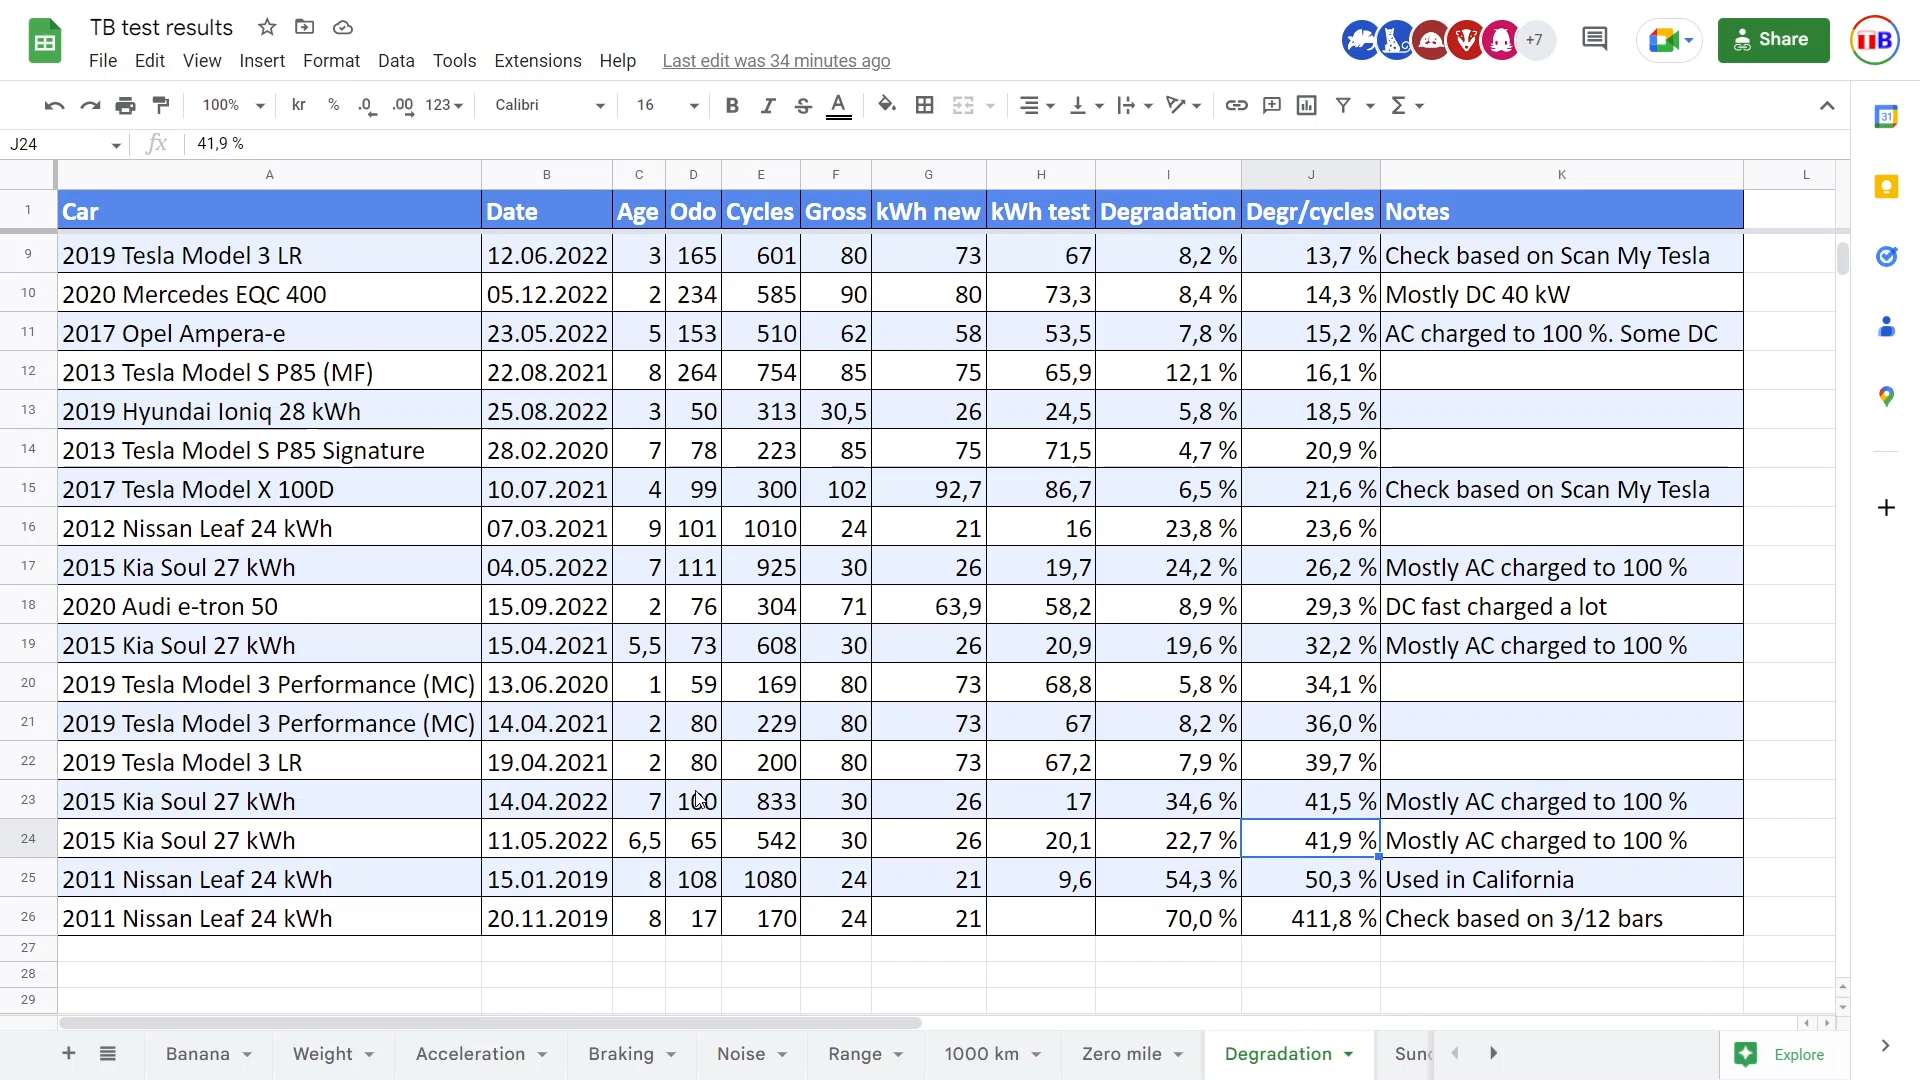 TB test results
+7
Share
TTB
File Edit View Insert Format Data Tools Extensions Help Last edit was 34 minutes ago
100% kr % .0 .00 123 Calibri 16 B I S A Σ
31
J24 fx 41,9 %
A B C D E F G H I J K L
1 Car Date Age Odo Cycles Gross kWh new kWh test Degradation Degr/cycles Notes
9 2019 Tesla Model 3 LR 12.06.2022 3 165 601 80 73 67 8,2 % 13,7 % Check based on Scan My Tesla
10 2020 Mercedes EQC 400 05.12.2022 2 234 585 90 80 73,3 8,4 % 14,3 % Mostly DC 40 kW
11 2017 Opel Ampera-e 23.05.2022 5 153 510 62 58 53,5 7,8 % 15,2 % AC charged to 100 %. Some DC
12 2013 Tesla Model S P85 (MF) 22.08.2021 8 264 754 85 75 65,9 12,1 % 16,1 %
13 2019 Hyundai Ioniq 28 kWh 25.08.2022 3 50 313 30,5 26 24,5 5,8 % 18,5 %
14 2013 Tesla Model S P85 Signature 28.02.2020 7 78 223 85 75 71,5 4,7 % 20,9 %
15 2017 Tesla Model X 100D 10.07.2021 4 99 300 102 92,7 86,7 6,5 % 21,6 % Check based on Scan My Tesla
16 2012 Nissan Leaf 24 kWh 07.03.2021 9 101 1010 24 21 16 23,8 % 23,6 %
17 2015 Kia Soul 27 kWh 04.05.2022 7 111 925 30 26 19,7 24,2 % 26,2 % Mostly AC charged to 100 %
18 2020 Audi e-tron 50 15.09.2022 2 76 304 71 63,9 58,2 8,9 % 29,3 % DC fast charged a lot
19 2015 Kia Soul 27 kWh 15.04.2021 5,5 73 608 30 26 20,9 19,6 % 32,2 % Mostly AC charged to 100 %
20 2019 Tesla Model 3 Performance (MC) 13.06.2020 1 59 169 80 73 68,8 5,8 % 34,1 %
21 2019 Tesla Model 3 Performance (MC) 14.04.2021 2 80 229 80 73 67 8,2 % 36,0 %
22 2019 Tesla Model 3 LR 19.04.2021 2 80 200 80 73 67,2 7,9 % 39,7 %
23 2015 Kia Soul 27 kWh 14.04.2022 7 100 833 30 26 17 34,6 % 41,5 % Mostly AC charged to 100 %
24 2015 Kia Soul 27 kWh 11.05.2022 6,5 65 542 30 26 20,1 22,7 % 41,9 % Mostly AC charged to 100 %
25 2011 Nissan Leaf 24 kWh 15.01.2019 8 108 1080 24 21 9,6 54,3 % 50,3 % Used in California
26 2011 Nissan Leaf 24 kWh 20.11.2019 8 17 170 24 21 70,0 % 411,8 % Check based on 3/12 bars
27
28
29
Banana Weight Acceleration Braking Noise Range 1000 km Zero mile Degradation Sun Explore